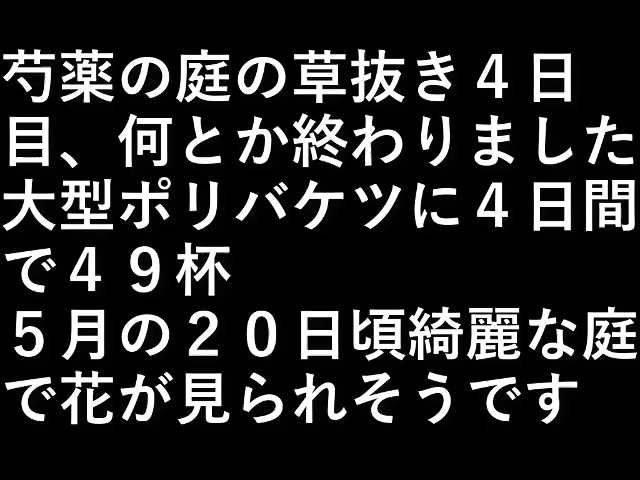 芍薬の庭の草抜き４日
目、何とか終わりました
大型ポリバケツに４日間
で４９杯
５月の２０日頃綺麗な庭
で花が見られそうです